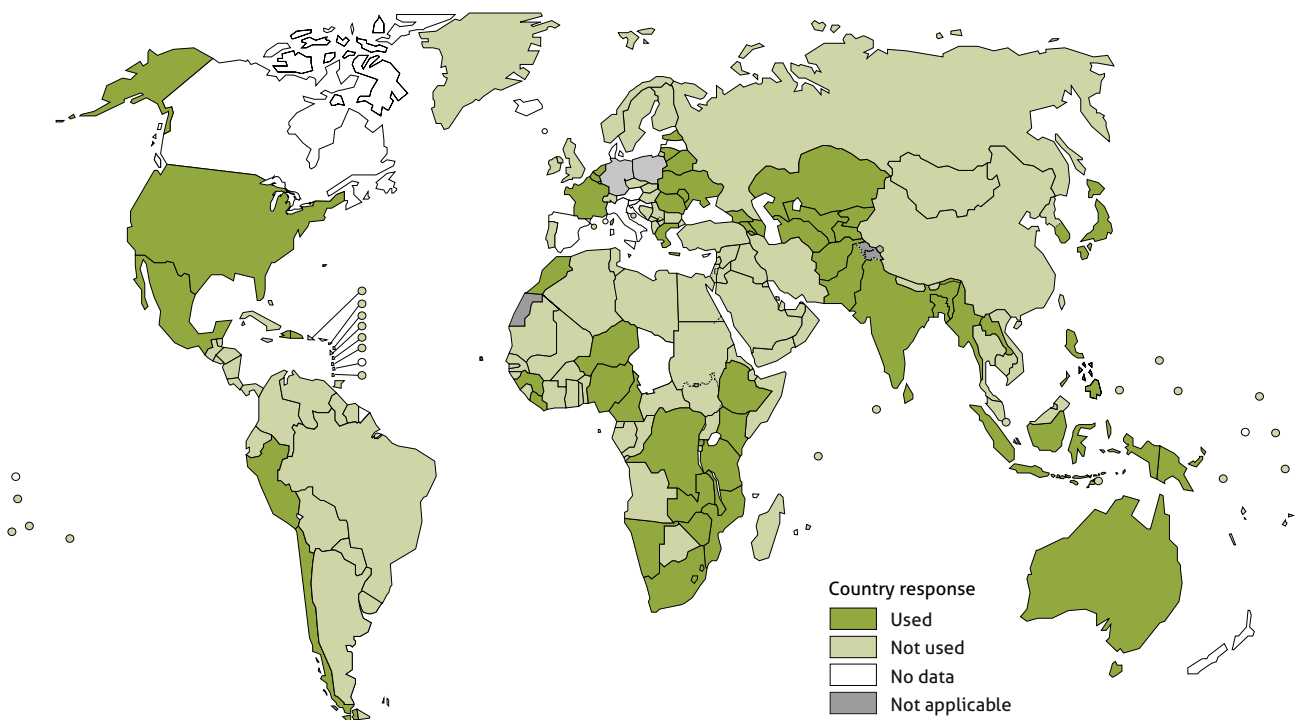 Country response
Used
Not used
No data
Not applicable